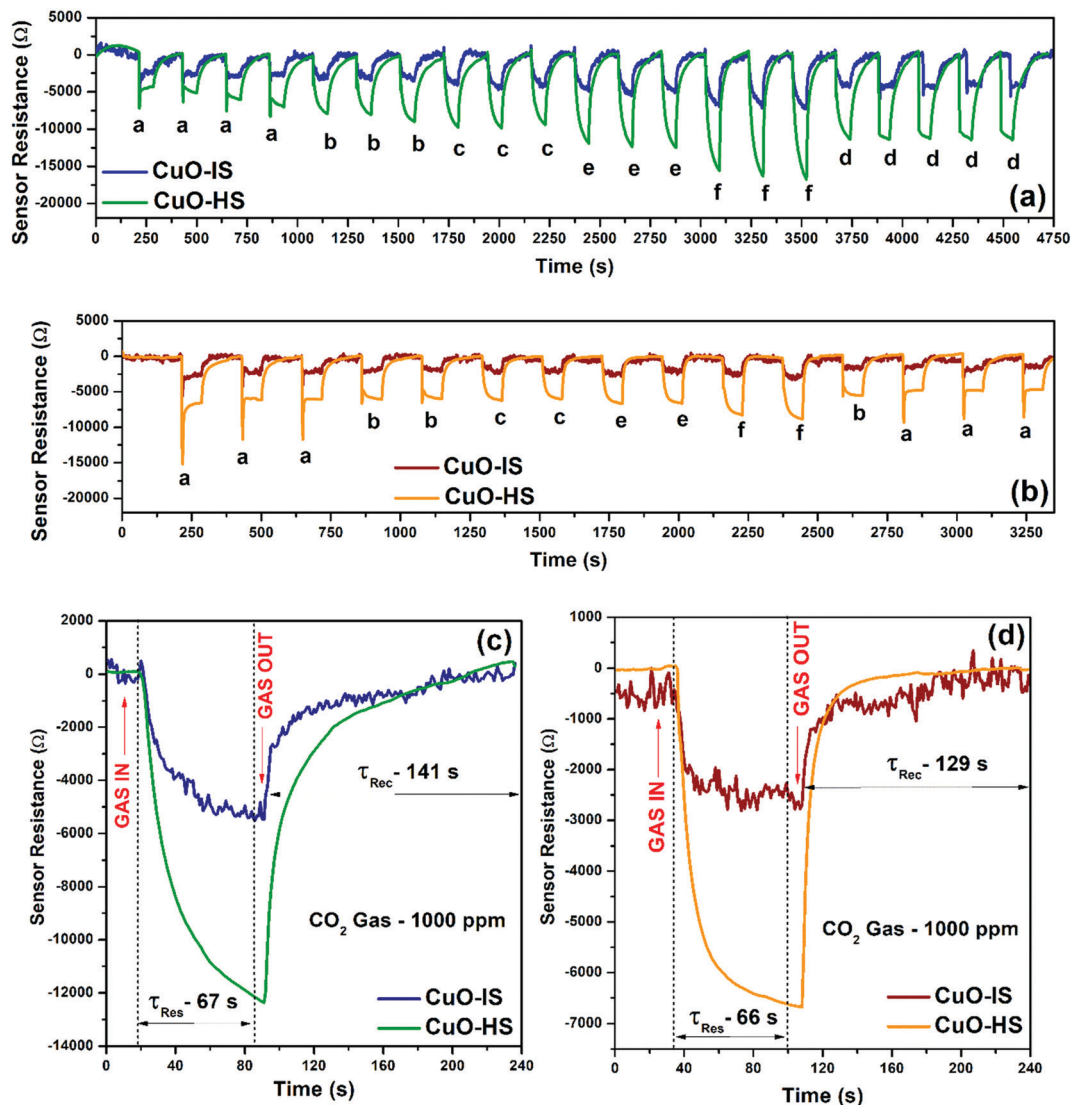 5000
0
-5000
-10000
-15000
-20000
Sensor Resistance (Ω)
a a a a b b b c c c e e e f f f d d d d d
CuO-IS
CuO-HS
(a)
0 250 500 750 1000 1250 1500 1750 2000 2250 2500 2750 3000 3250 3500 3750 4000 4250 4500 4750
Time (s)
5000
0
-5000
-10000
-15000
-20000
Sensor Resistance (Ω)
a a a b b c c e e f f b a a a
CuO-IS
CuO-HS
(b)
0 250 500 750 1000 1250 1500 1750 2000 2250 2500 2750 3000 3250
Time (s)
2000
0
-2000
-4000
-6000
-8000
-10000
-12000
-14000
Sensor Resistance (Ω)
(c)
GAS IN
GAS OUT
τRec- 141 s
CO2 Gas - 1000 ppm
τRes- 67 s
CuO-IS
CuO-HS
0 40 80 120 160 200 240
Time (s)
1000
0
-1000
-2000
-3000
-4000
-5000
-6000
-7000
Sensor Resistance (Ω)
(d)
GAS IN
GAS OUT
τRec- 129 s
CO2 Gas - 1000 ppm
τRes- 66 s
CuO-IS
CuO-HS
0 40 80 120 160 200 240
Time (s)